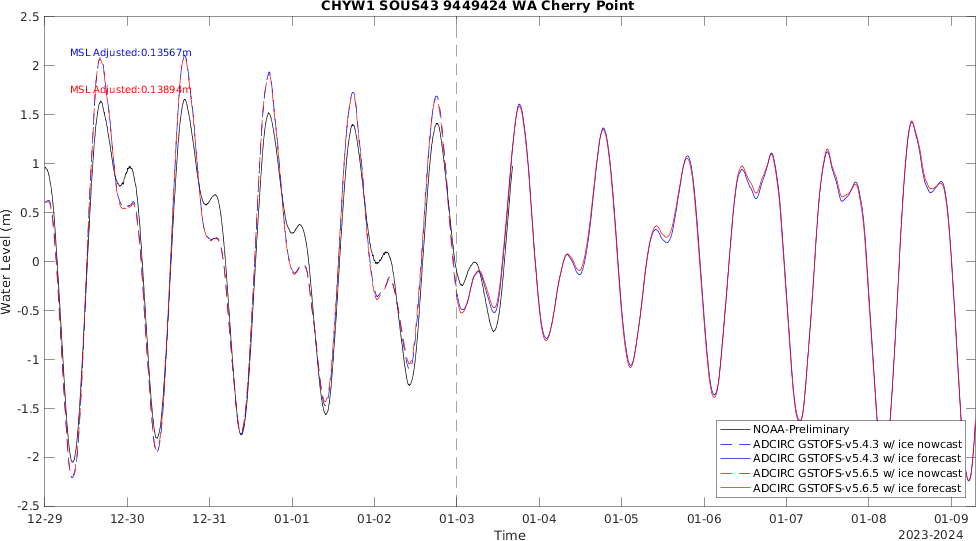 CHYW1 SOUS43 9449424 WA Cherry Point
2.5
2
1.5
1
0.5
0
-0.5
-1
-1.5
-2
-2.5
Water Level (m)
MSL Adjusted:0.13567m
MSL Adjusted:0.13894m
NOAA-Preliminary
ADCIRC GSTOFS-v5.4.3 w/ ice nowcast
ADCIRC GSTOFS-v5.4.3 w/ ice forecast
ADCIRC GSTOFS-v5.6.5 w/ ice nowcast
ADCIRC GSTOFS-v5.6.5 w/ ice forecast
12-29 12-30 12-31 01-01 01-02 01-03 01-04 01-05 01-06 01-07 01-08 01-09
Time
2023-2024